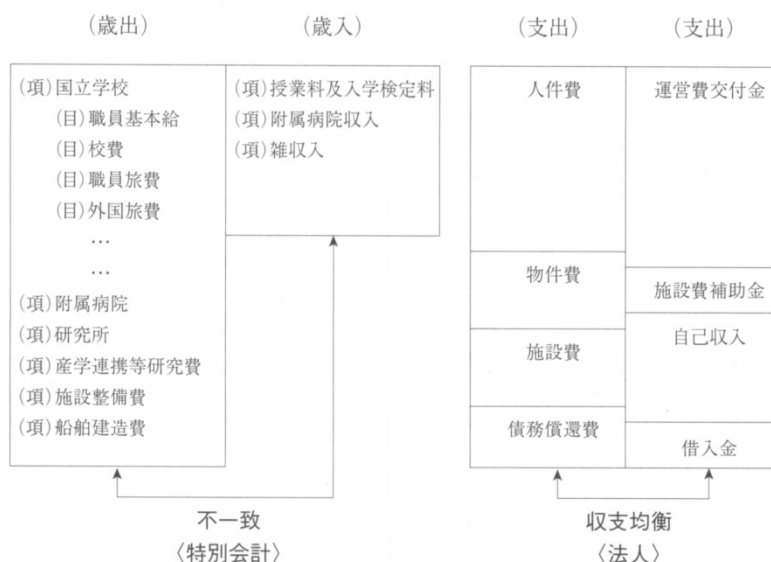 (歳出)
(歳入)
(項)国立学校
(目)職員基本給
(目)校費
(目)職員旅費
(目)外国旅費
…
…
(項)附属病院
(項)研究所
(項)産学連携等研究費
(項)施設整備費
(項)船舶建造費
(項)授業料及入学検定料
(項)附属病院収入
(項)雑収入
不一致
〈特別会計〉
(支出)
(支出)
人件費
物件費
施設費
債務償還費
運営費交付金
施設費補助金
自己収入
借入金
収支均衡
〈法人〉